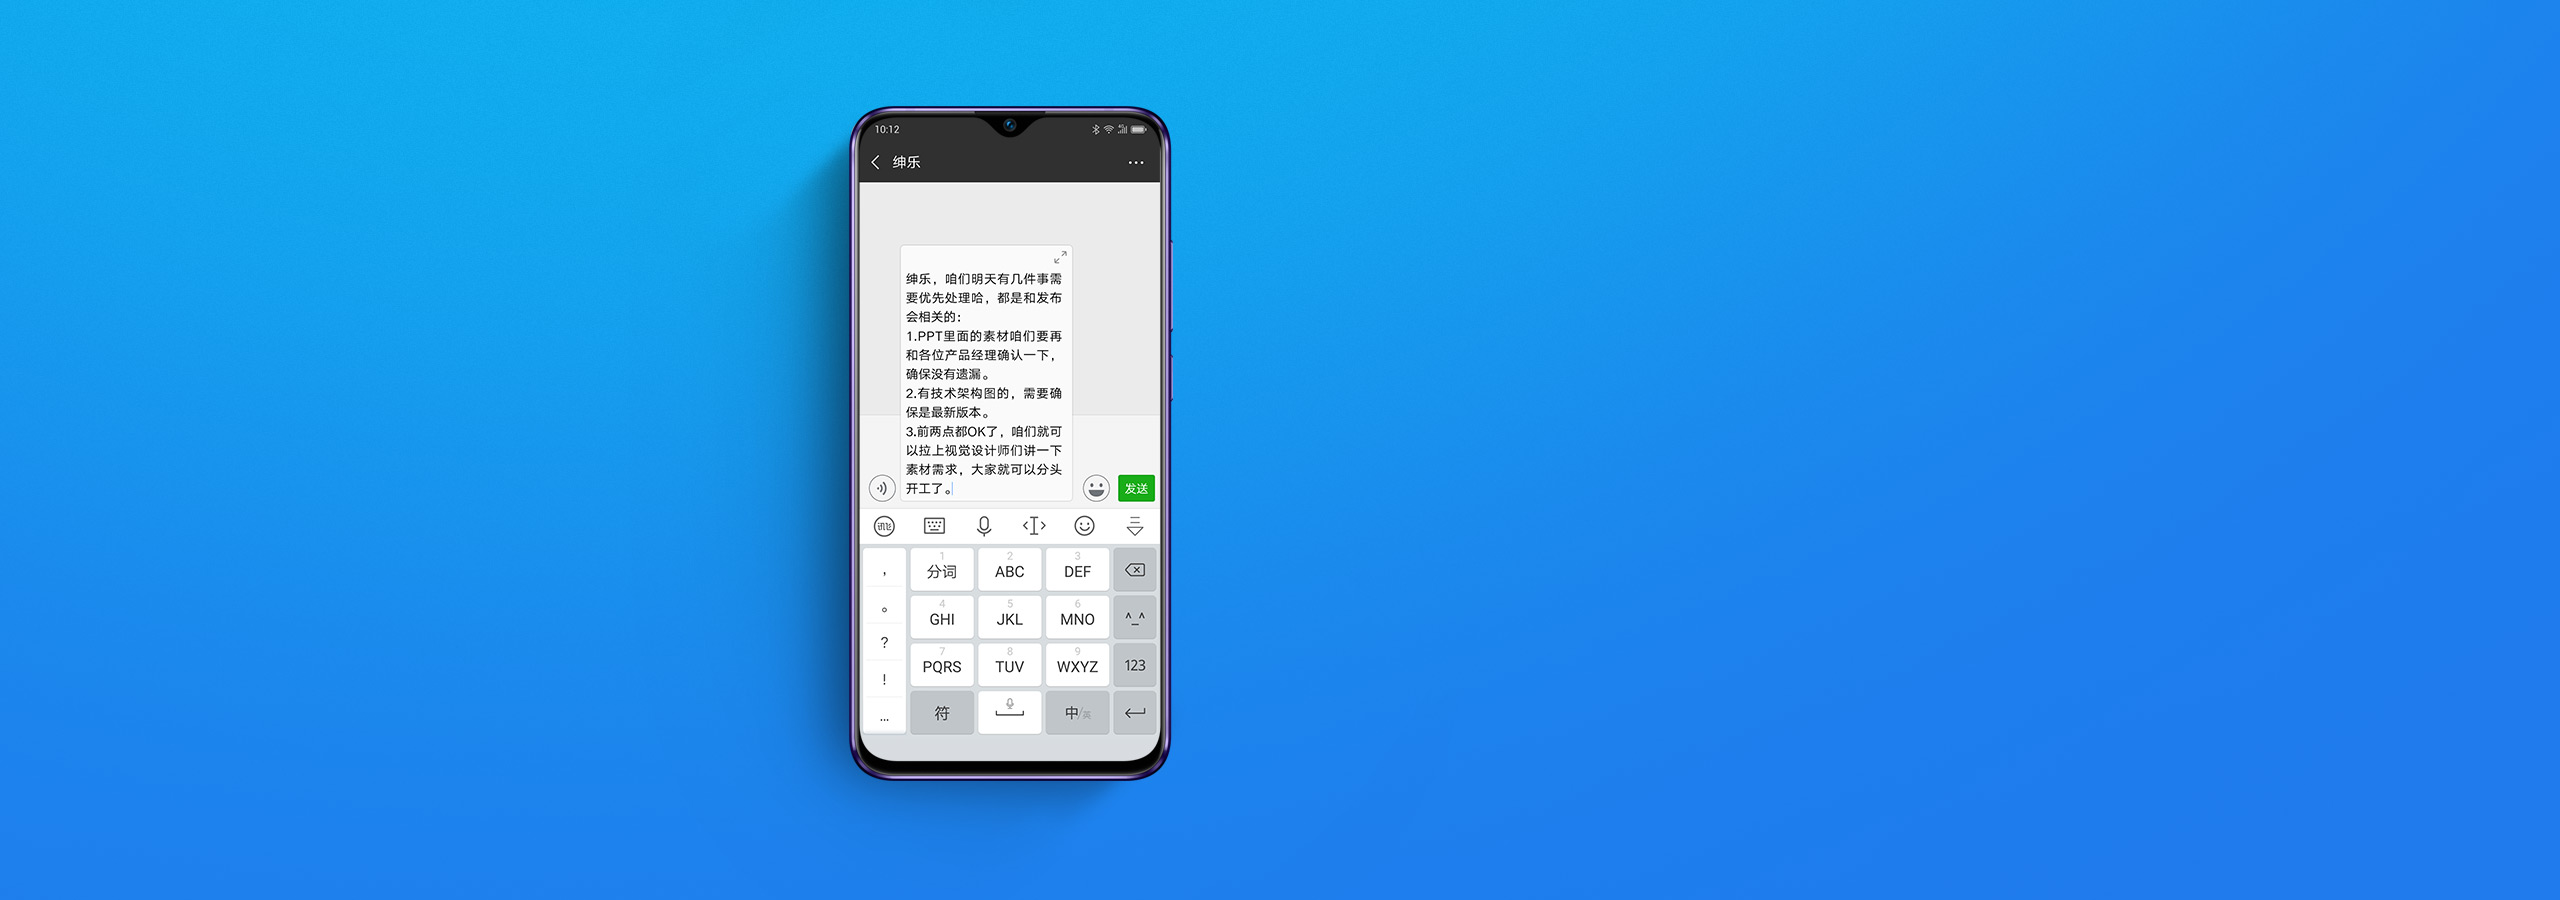 10:12
绅乐
绅乐，咱们明天有几件事需
要优先处理哈，都是和发布
会相关的：
1.PPT里面的素材咱们要再
和各位产品经理确认一下，
确保没有遗漏。
2.有技术架构图的，需要确
保是最新版本。
3.前两点都OK了，咱们就可
以拉上视觉设计师们讲一下
素材需求，大家就可以分头
开工了。
发送
讯飞
， 1 分词 2 ABC 3 DEF
。 4 GHI 5 JKL 6 MNO ^_^
? 7 PQRS 8 TUV 9 WXYZ 123
!
... 符 中/英